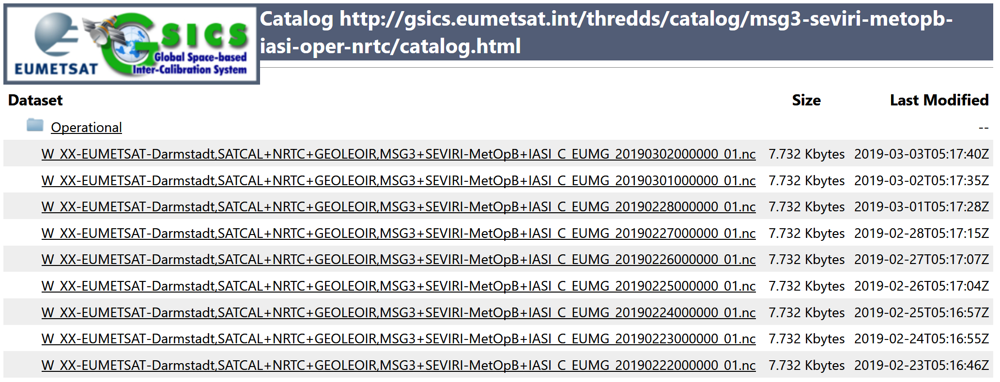 EUMETSAT
GSICS
Global Space-based
Inter-Calibration System
Catalog http://gsics.eumetsat.int/thredds/catalog/msg3-seviri-metopb-
iasi-oper-nrtc/catalog.html
Dataset Size Last Modified
Operational --
W_XX-EUMETSAT-Darmstadt,SATCAL+NRTC+GEOLEOIR,MSG3+SEVIRI-MetOpB+IASI_C_EUMG_20190302000000_01.nc 7.732 Kbytes 2019-03-03T05:17:40Z
W_XX-EUMETSAT-Darmstadt,SATCAL+NRTC+GEOLEOIR,MSG3+SEVIRI-MetOpB+IASI_C_EUMG_20190301000000_01.nc 7.732 Kbytes 2019-03-02T05:17:35Z
W_XX-EUMETSAT-Darmstadt,SATCAL+NRTC+GEOLEOIR,MSG3+SEVIRI-MetOpB+IASI_C_EUMG_20190228000000_01.nc 7.732 Kbytes 2019-03-01T05:17:28Z
W_XX-EUMETSAT-Darmstadt,SATCAL+NRTC+GEOLEOIR,MSG3+SEVIRI-MetOpB+IASI_C_EUMG_20190227000000_01.nc 7.732 Kbytes 2019-02-28T05:17:15Z
W_XX-EUMETSAT-Darmstadt,SATCAL+NRTC+GEOLEOIR,MSG3+SEVIRI-MetOpB+IASI_C_EUMG_20190226000000_01.nc 7.732 Kbytes 2019-02-27T05:17:07Z
W_XX-EUMETSAT-Darmstadt,SATCAL+NRTC+GEOLEOIR,MSG3+SEVIRI-MetOpB+IASI_C_EUMG_20190225000000_01.nc 7.732 Kbytes 2019-02-26T05:17:04Z
W_XX-EUMETSAT-Darmstadt,SATCAL+NRTC+GEOLEOIR,MSG3+SEVIRI-MetOpB+IASI_C_EUMG_20190224000000_01.nc 7.732 Kbytes 2019-02-25T05:16:57Z
W_XX-EUMETSAT-Darmstadt,SATCAL+NRTC+GEOLEOIR,MSG3+SEVIRI-MetOpB+IASI_C_EUMG_20190223000000_01.nc 7.732 Kbytes 2019-02-24T05:16:55Z
W_XX-EUMETSAT-Darmstadt,SATCAL+NRTC+GEOLEOIR,MSG3+SEVIRI-MetOpB+IASI_C_EUMG_20190222000000_01.nc 7.732 Kbytes 2019-02-23T05:16:46Z